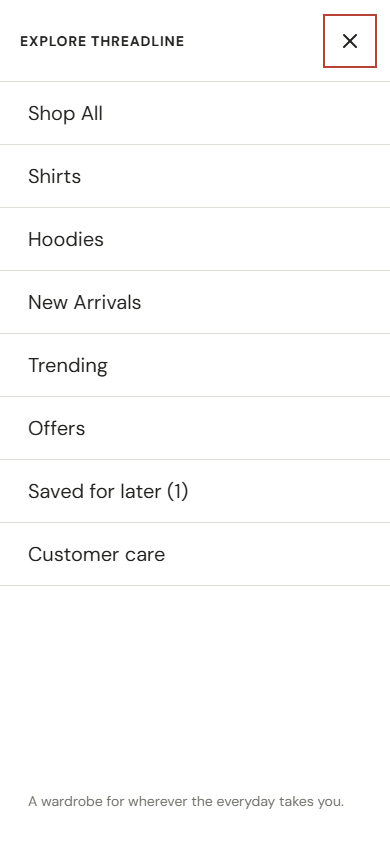 EXPLORE THREADLINE
Shop All
Shirts
Hoodies
New Arrivals
Trending
Offers
Saved for later (1)
Customer care
A wardrobe for wherever the everyday takes you.